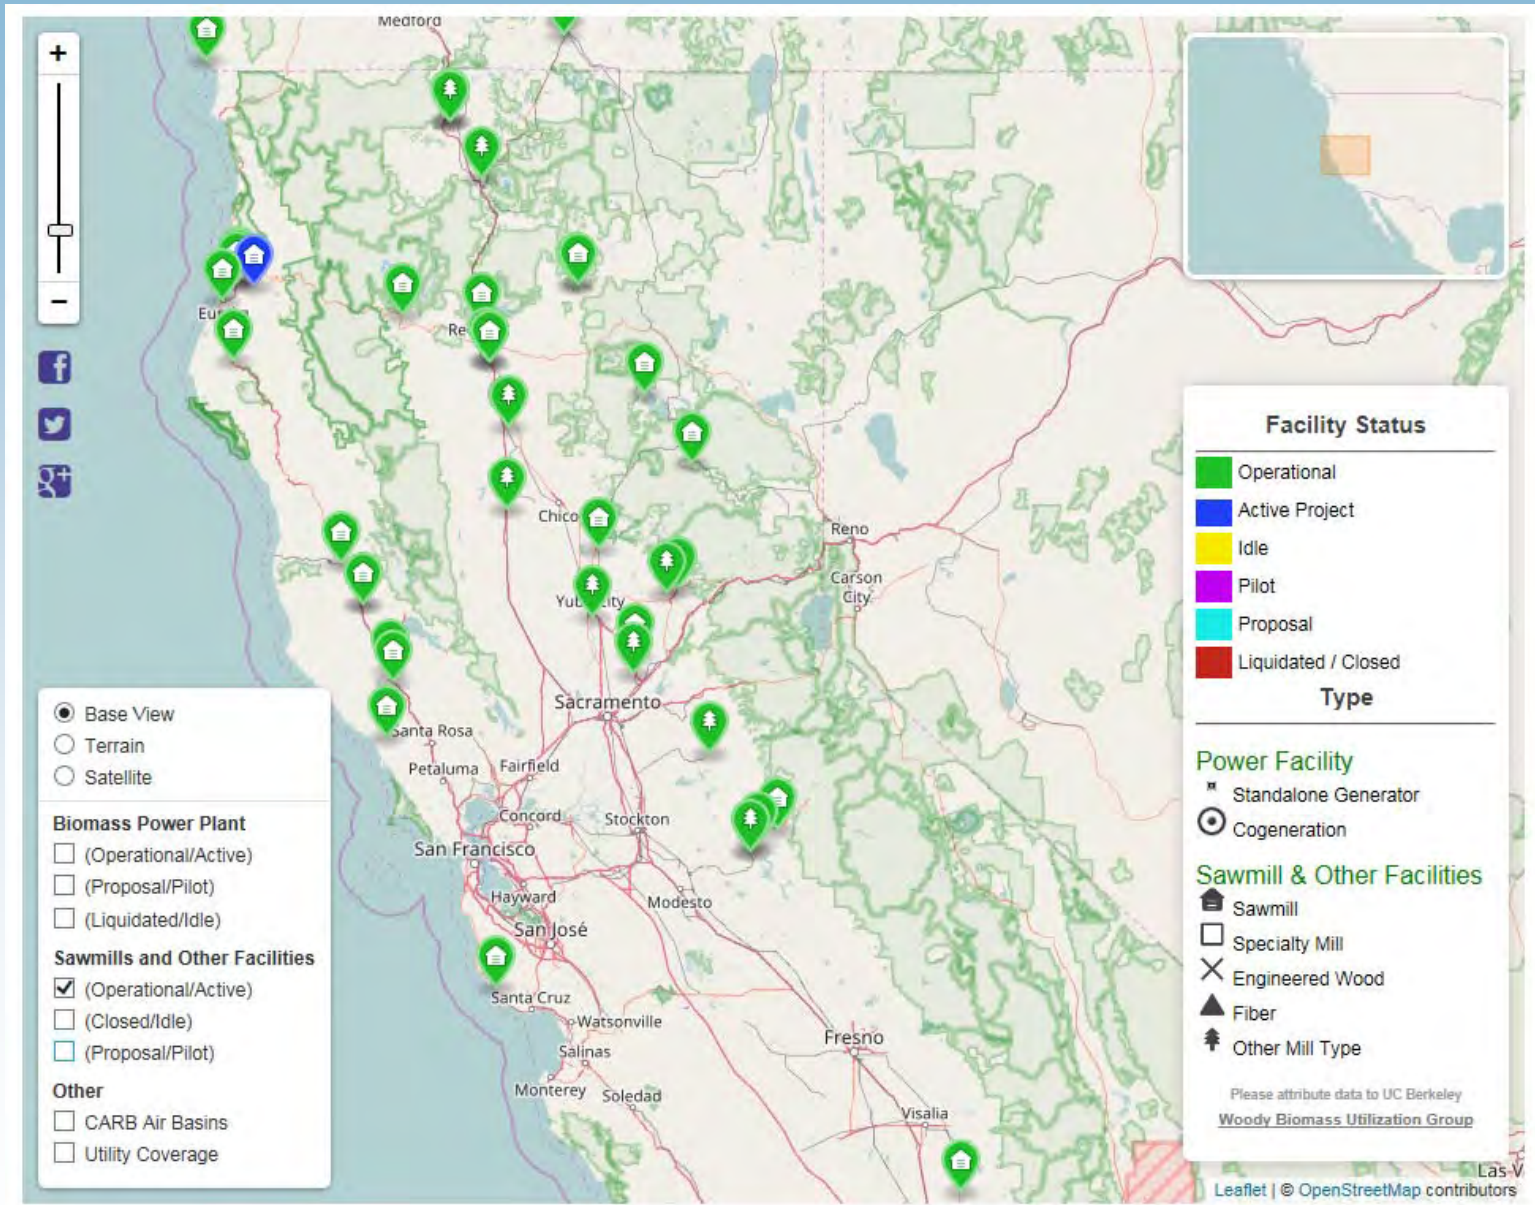 Medford
+
−
Eureka
Re
Chico
Reno
Carson
City
Yuba City
Sacramento
Santa Rosa
Petaluma
Fairfield
Concord
Stockton
San Francisco
Hayward
Modesto
San José
Santa Cruz
Watsonville
Salinas
Fresno
Monterey
Soledad
Visalia
Las V
f
g+
Base View
Terrain
Satellite
Biomass Power Plant
(Operational/Active)
(Proposal/Pilot)
(Liquidated/Idle)
Sawmills and Other Facilities
(Operational/Active)
(Closed/Idle)
(Proposal/Pilot)
Other
CARB Air Basins
Utility Coverage
Facility Status
Operational
Active Project
Idle
Pilot
Proposal
Liquidated / Closed
Type
Power Facility
Standalone Generator
Cogeneration
Sawmill & Other Facilities
Sawmill
Specialty Mill
Engineered Wood
Fiber
Other Mill Type
Please attribute data to UC Berkeley
Woody Biomass Utilization Group
Leaflet | © OpenStreetMap contributors